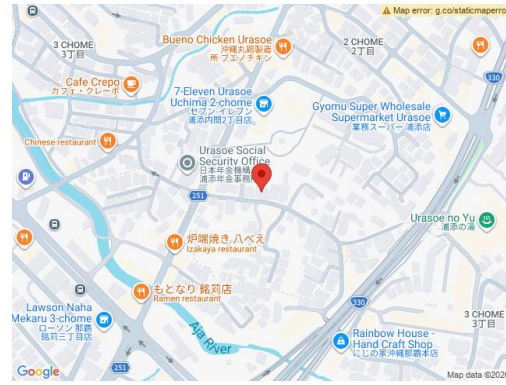 Map error: g.co/staticmaperro
3 CHOME
3丁目
Bueno Chicken Urasoe
沖縄丸鶏製造
所 ブエノチキン
2 CHOME
2丁目
330
Cafe Crepo
カフェ・クレーポ
7-Eleven Urasoe
Uchima 2-chome
セブン-イレブン
浦添内間2丁目店
Gyomu Super Wholesale
Supermarket Urasoe
業務スーパー 浦添店
Chinese restaurant
Urasoe Social
Security Office
日本年金機構
浦添年金事務
251
Urasoe no Yu
浦添の湯
炉端焼き 八べえ
Izakaya restaurant
もとなり 銘苅店
Ramen restaurant
330
3 CHOME
3丁目
Lawson Naha
Mekaru 3-chome
ローソン 那覇
銘苅三丁目店
Aja River
Rainbow House -
Hand Craft Shop
にじの家沖縄那覇本店
251
Google
Map data ©2026